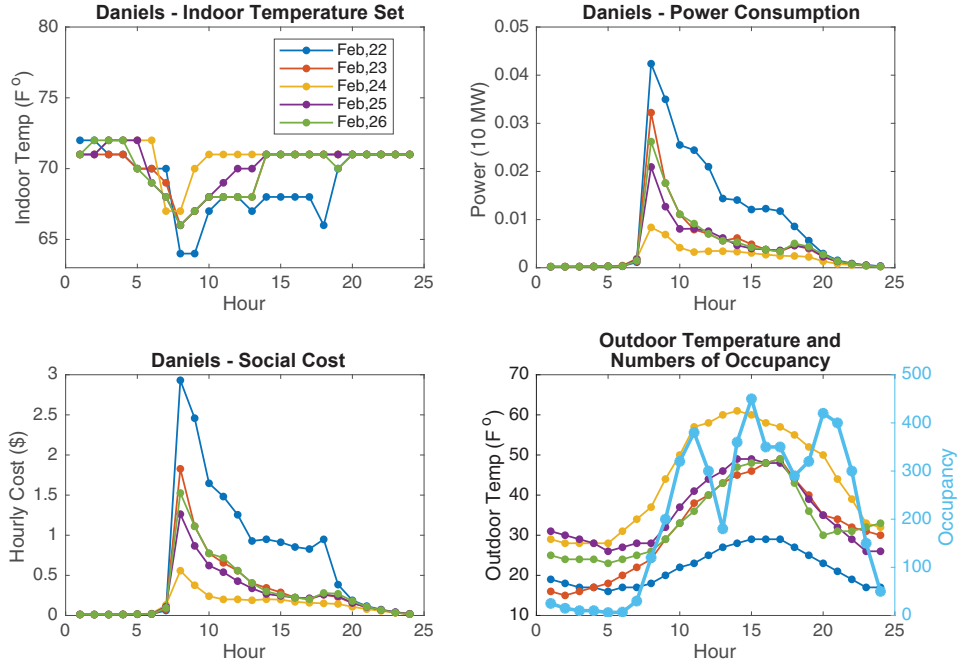 Daniels - Indoor Temperature Set
80
75
70
65
Indoor Temp (F °)
Feb,22
Feb,23
Feb,24
Feb,25
Feb,26
0 5 10 15 20 25
Hour
Daniels - Power Consumption
0.05
0.04
0.03
0.02
0.01
0
Power (10 MW)
0 5 10 15 20 25
Hour
Daniels - Social Cost
3
2.5
2
1.5
1
0.5
0
Hourly Cost ($)
0 5 10 15 20 25
Hour
Outdoor Temperature and
Numbers of Occupancy
70
60
50
40
30
20
10
Outdoor Temp (F °)
500
400
300
200
100
0
Occupancy
0 5 10 15 20 25
Hour